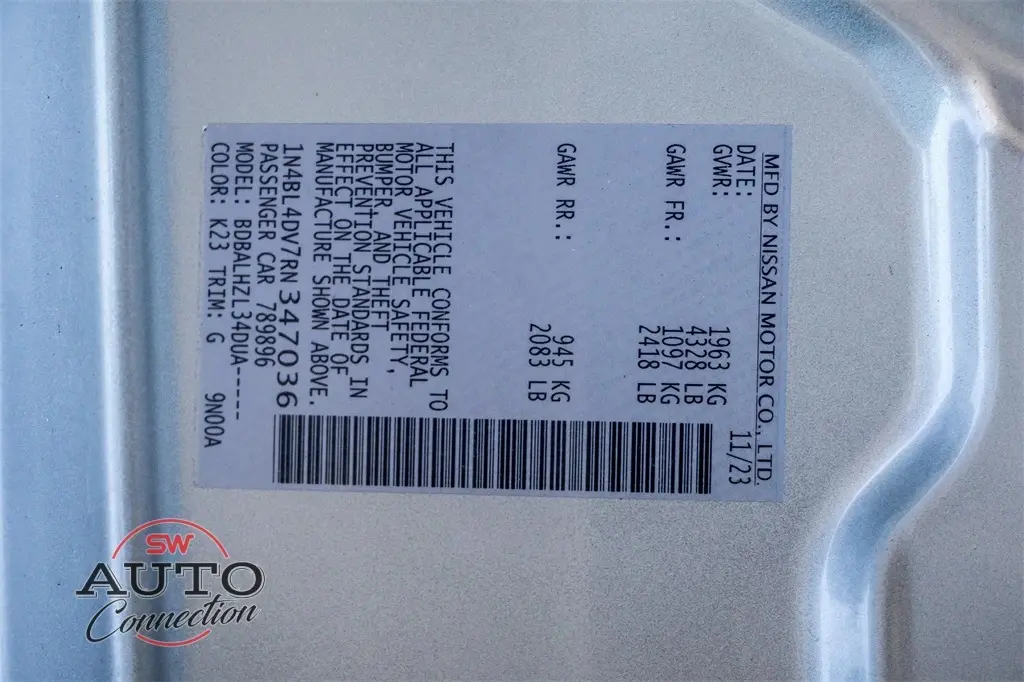 MFD BY NISSAN MOTOR CO., LTD.
DATE: 11/23
GVWR: 1963 KG
4328 LB
GAWR FR.: 1097 KG
2418 LB
GAWR RR.: 945 KG
2083 LB
THIS VEHICLE CONFORMS TO
ALL APPLICABLE FEDERAL
MOTOR VEHICLE SAFETY,
BUMPER, AND THEFT
PREVENTION STANDARDS IN
EFFECT ON THE DATE OF
MANUFACTURE SHOWN ABOVE.
1N4BL4DV7RN347036
PASSENGER CAR 789896
MODEL: BDBALHZL34DUA-----
COLOR: K23 TRIM: G 9N00A
SW
AUTO
Connection